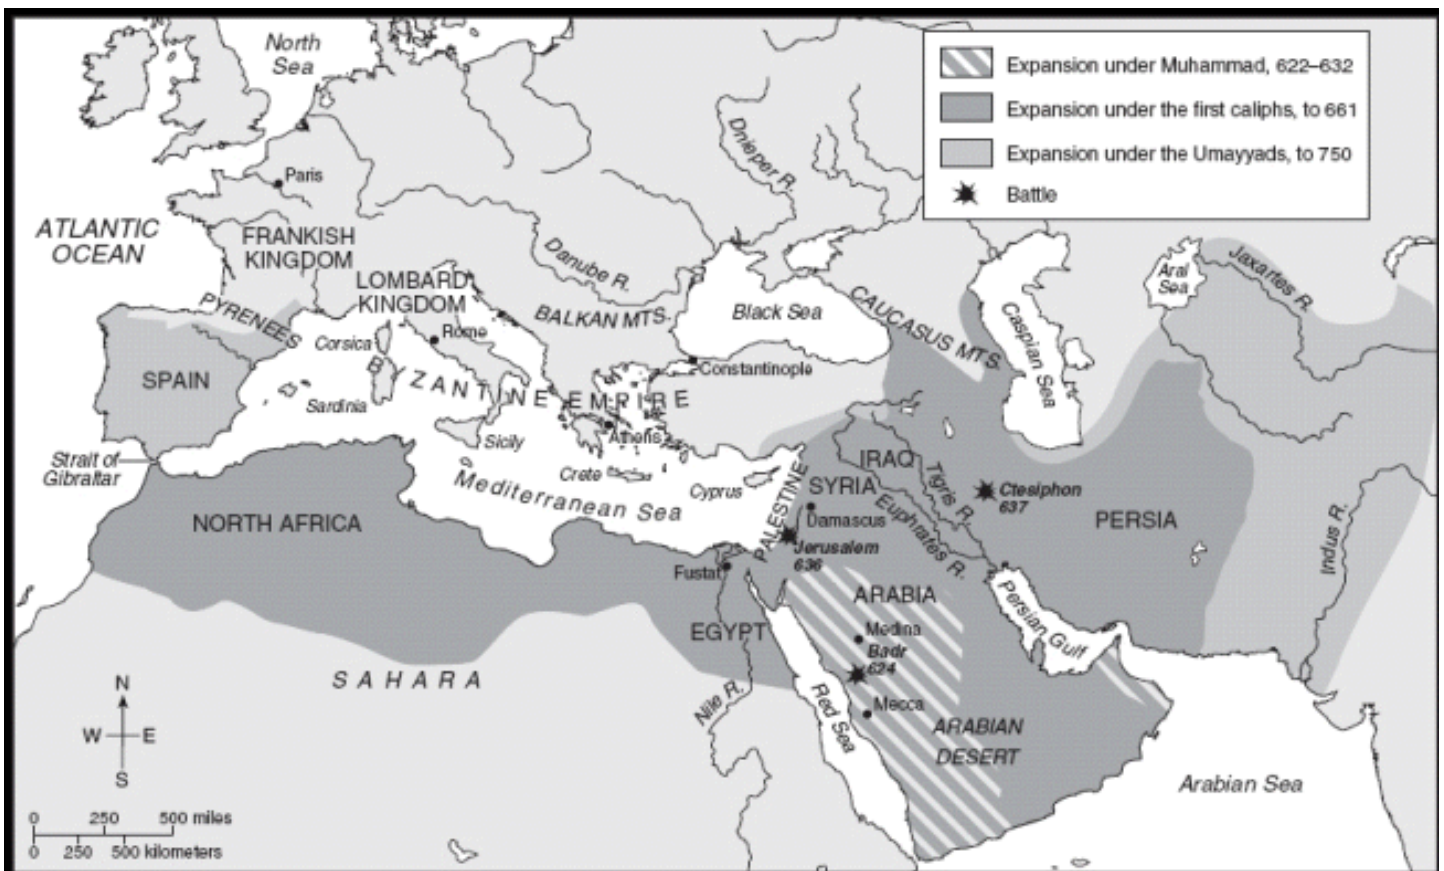 North
Sea
Expansion under Muhammad, 622–632
Expansion under the first caliphs, to 661
Expansion under the Umayyads, to 750
Battle
Dnieper R.
Paris
ATLANTIC
OCEAN
FRANKISH
KINGDOM
LOMBARD
KINGDOM
Danube R.
BALKAN MTS.
Black Sea
CAUCASUS MTS.
Caspian Sea
Aral
Sea
Jaxartes R.
PYRENEES
Corsica
Rome
Constantinople
SPAIN
BYZANTINE EMPIRE
Sardinia
Sicily
Athens
Strait of
Gibraltar
Crete
Cyprus
Mediterranean Sea
PALESTINE
SYRIA
IRAQ
Tigris R.
Euphrates R.
Ctesiphon
637
PERSIA
Indus R.
NORTH AFRICA
Damascus
Jerusalem
636
Fustat
EGYPT
ARABIA
Medina
Badr
624
Mecca
Persian Gulf
SAHARA
Nile R.
Red Sea
ARABIAN
DESERT
Arabian Sea
N
W
E
S
0 250 500 miles
0 250 500 kilometers